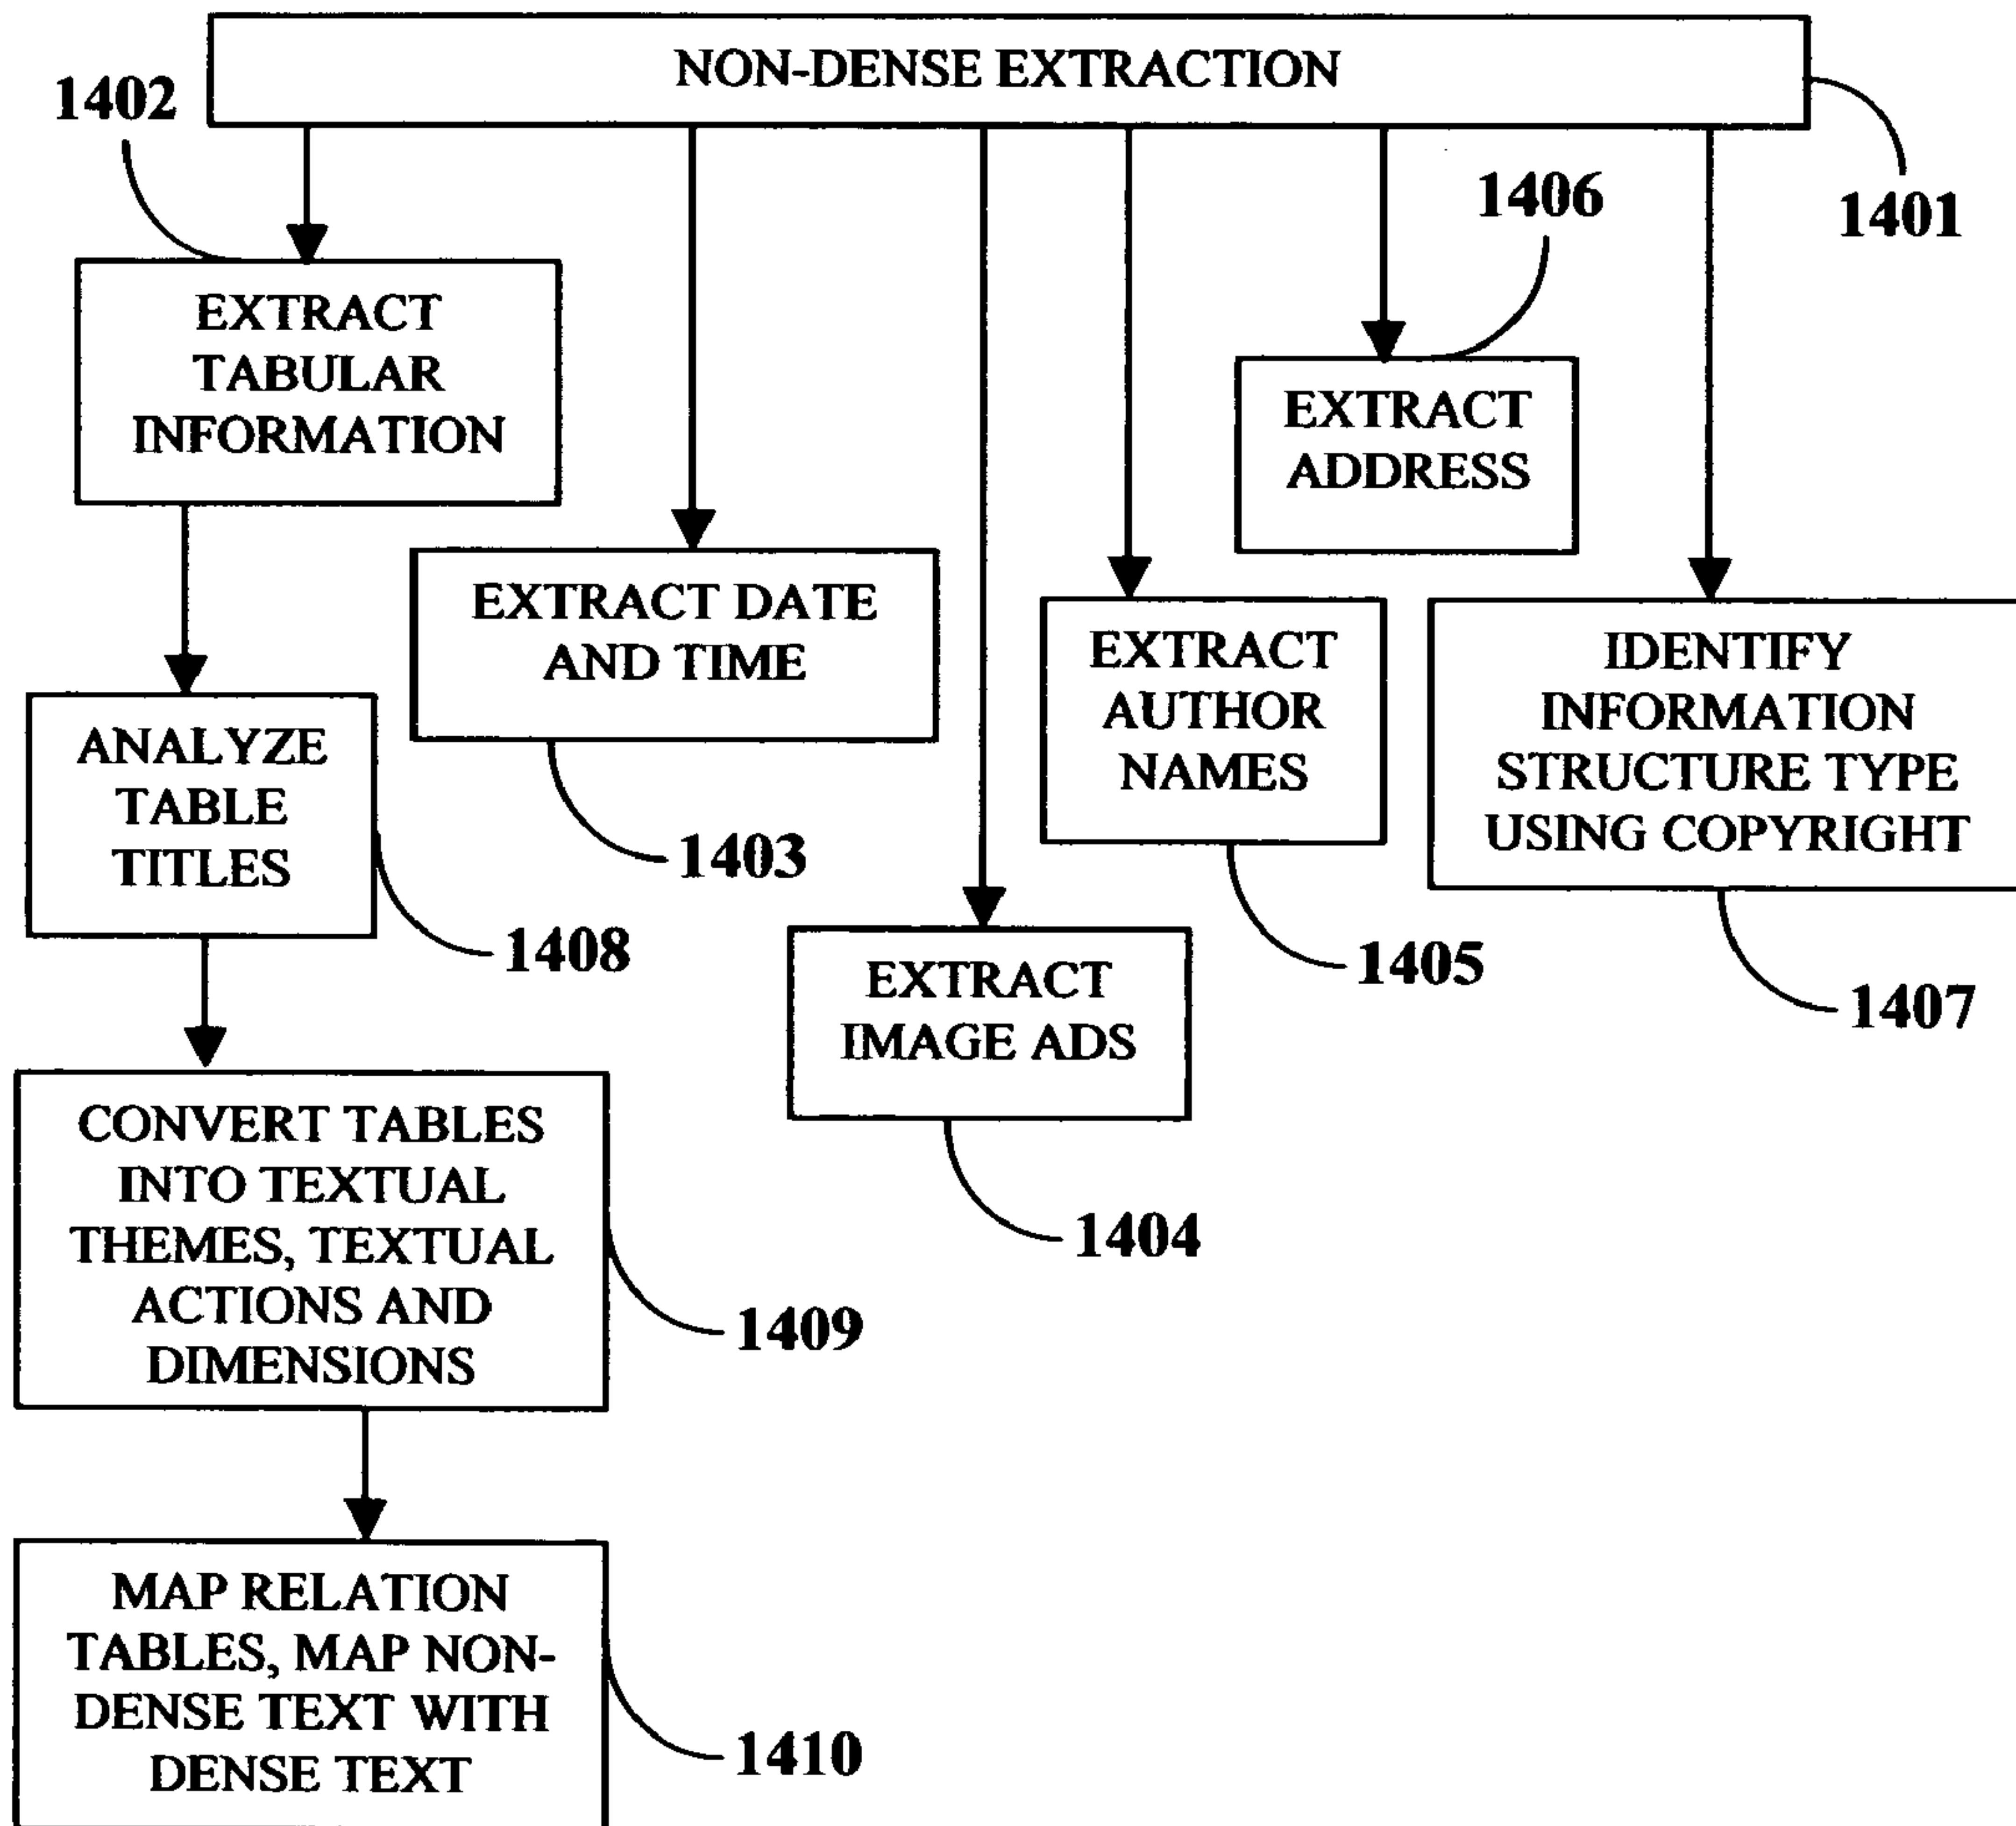 NON-DENSE EXTRACTION
1402
1406
1401
EXTRACT
TABULAR
INFORMATION
EXTRACT
ADDRESS
EXTRACT DATE
AND TIME
1403
EXTRACT
AUTHOR
NAMES
1405
IDENTIFY
INFORMATION
STRUCTURE TYPE
USING COPYRIGHT
1407
ANALYZE
TABLE
TITLES
1408
EXTRACT
IMAGE ADS
1404
CONVERT TABLES
INTO TEXTUAL
THEMES, TEXTUAL
ACTIONS AND
DIMENSIONS
1409
MAP RELATION
TABLES, MAP NON-
DENSE TEXT WITH
DENSE TEXT
1410